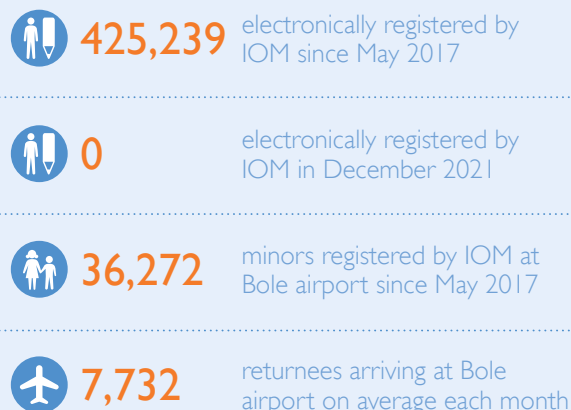 425,239 electronically registered by
IOM since May 2017
0 electronically registered by
IOM in December 2021
36,272 minors registered by IOM at
Bole airport since May 2017
7,732 returnees arriving at Bole
airport on average each month